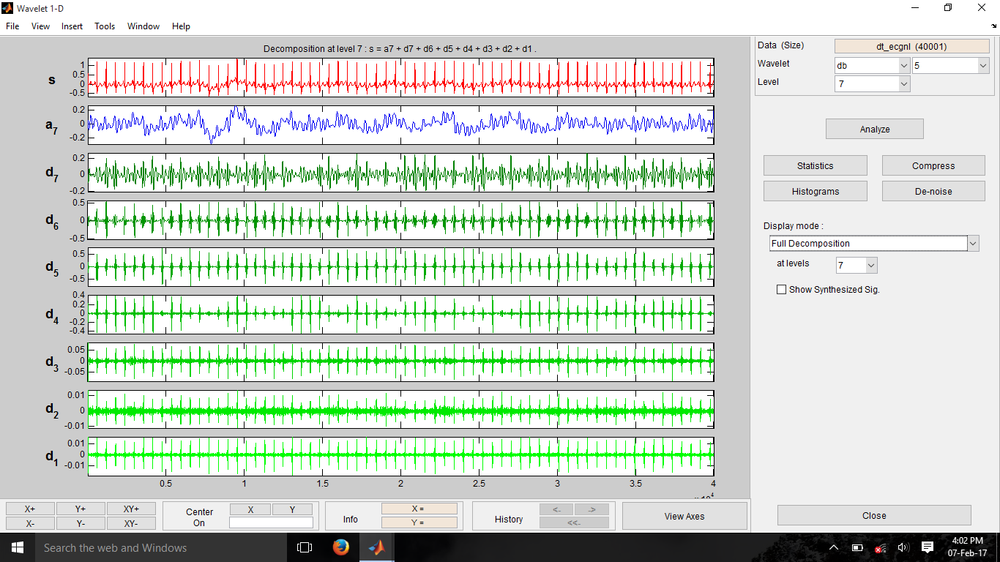 Wavelet 1-D
File View Insert Tools Window Help
Decomposition at level 7 : s = a7 + d7 + d6 + d5 + d4 + d3 + d2 + d1 .
s
1
0.5
0
-0.5
a7
0.2
0
-0.2
d7
0.2
0
-0.2
d6
0.5
0
-0.5
d5
0.5
0
-0.5
d4
0.4
0.2
0
-0.2
-0.4
d3
0.05
0
-0.05
d2
0.01
0
-0.01
d1
0.01
0
-0.01
0.5 1 1.5 2 2.5 3 3.5 4
Data (Size) dt_ecgnl (40001)
Wavelet db 5
Level 7
Analyze
Statistics Compress
Histograms De-noise
Display mode :
Full Decomposition
at levels 7
Show Synthesized Sig.
X+ Y+ XY+
X- Y- XY-
Center
On
X Y
Info
X =
Y =
History
<- ->
<<-
View Axes
Close
Search the web and Windows
4:02 PM
07-Feb-17